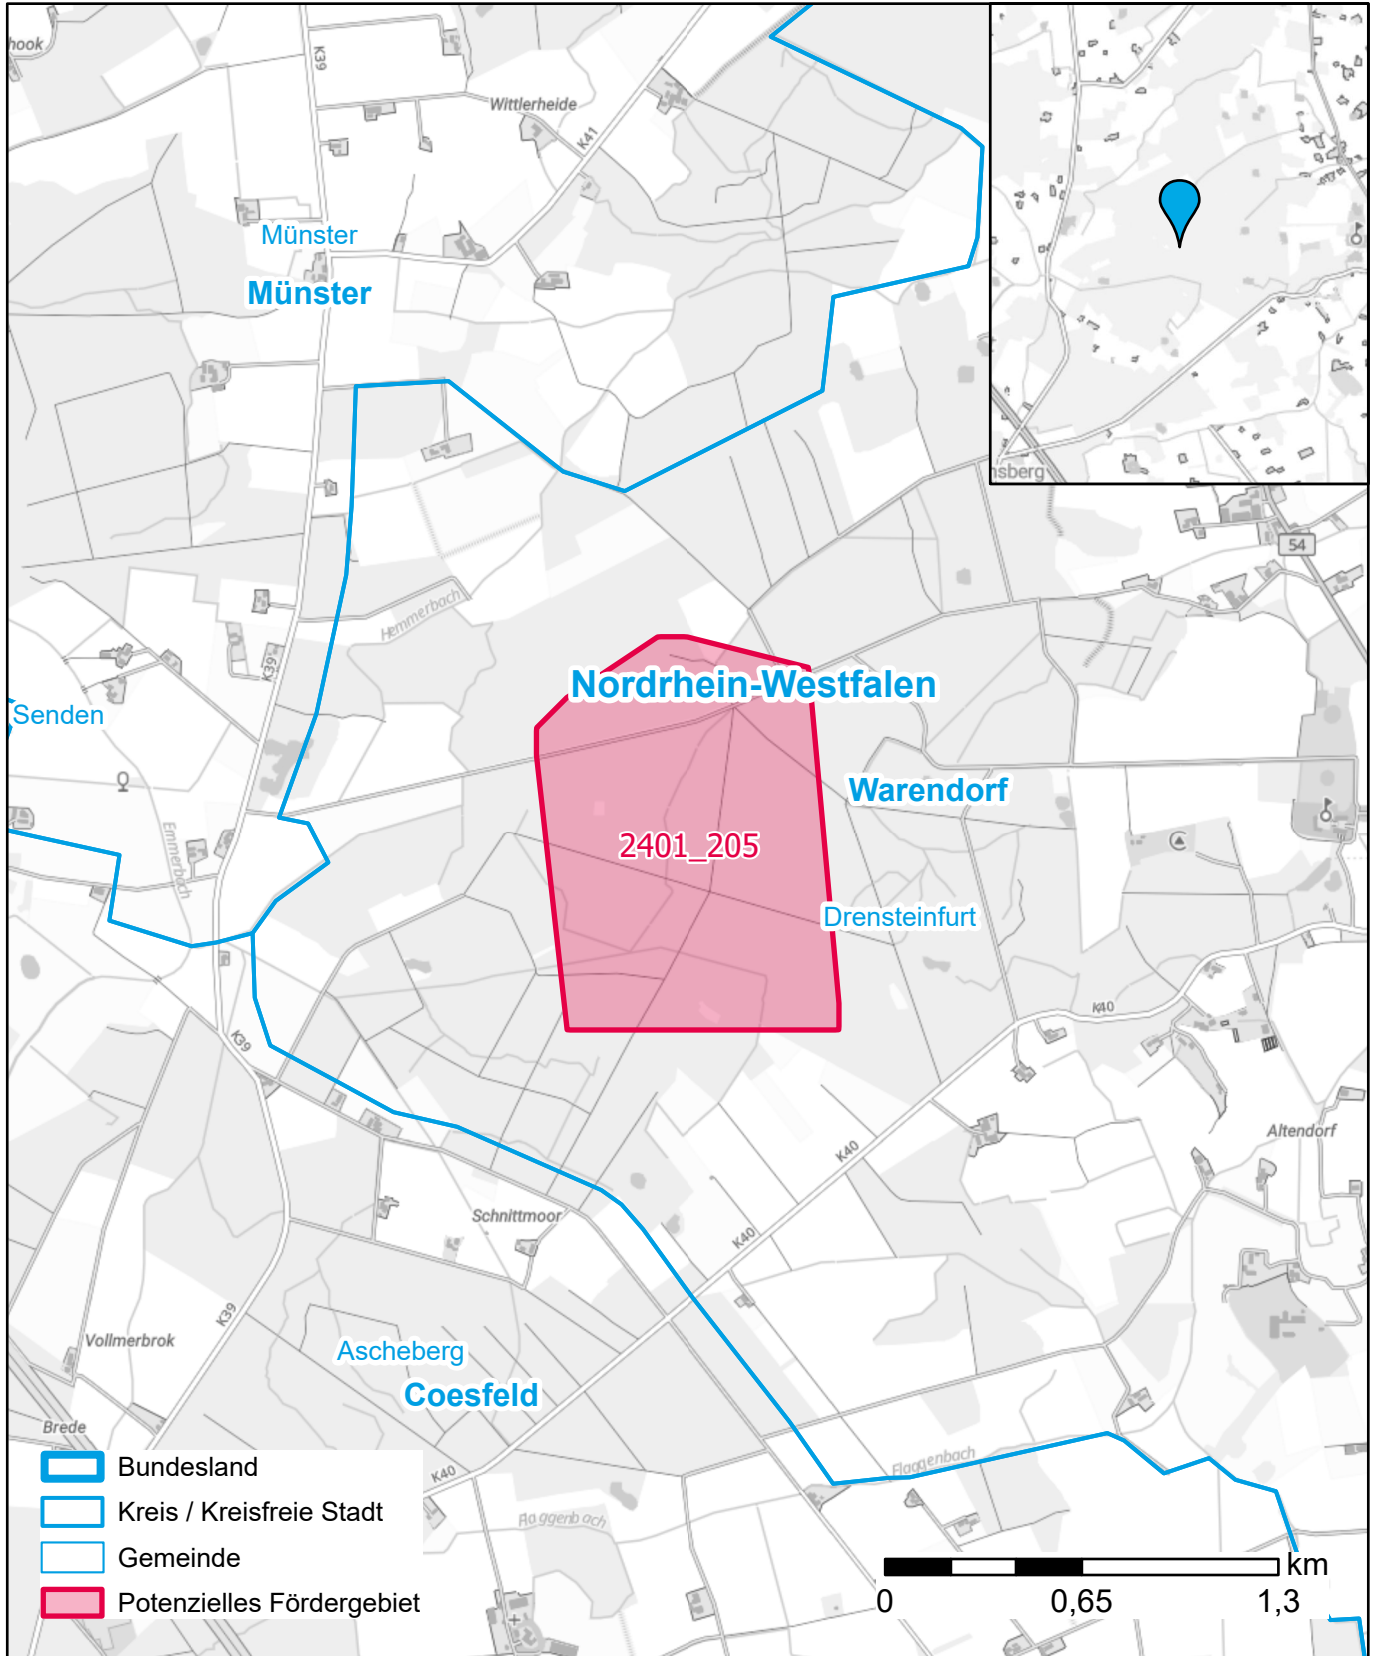 hook
K39
Wittlerheide
K41
Münster
Münster
nsberg
54
Hemmerbach
K39
Nordrhein-Westfalen
Senden
Warendorf
Emmerbach
2401_205
Drensteinfurt
K40
K39
K40
Altendorf
Schnittmoor
K40
K39
Vollmerbrok
Ascheberg
Coesfeld
Brede
Flaggenbach
K40
Flaggenbach
Bundesland
Kreis / Kreisfreie Stadt
Gemeinde
Potenzielles Fördergebiet
km
0 0,65 1,3